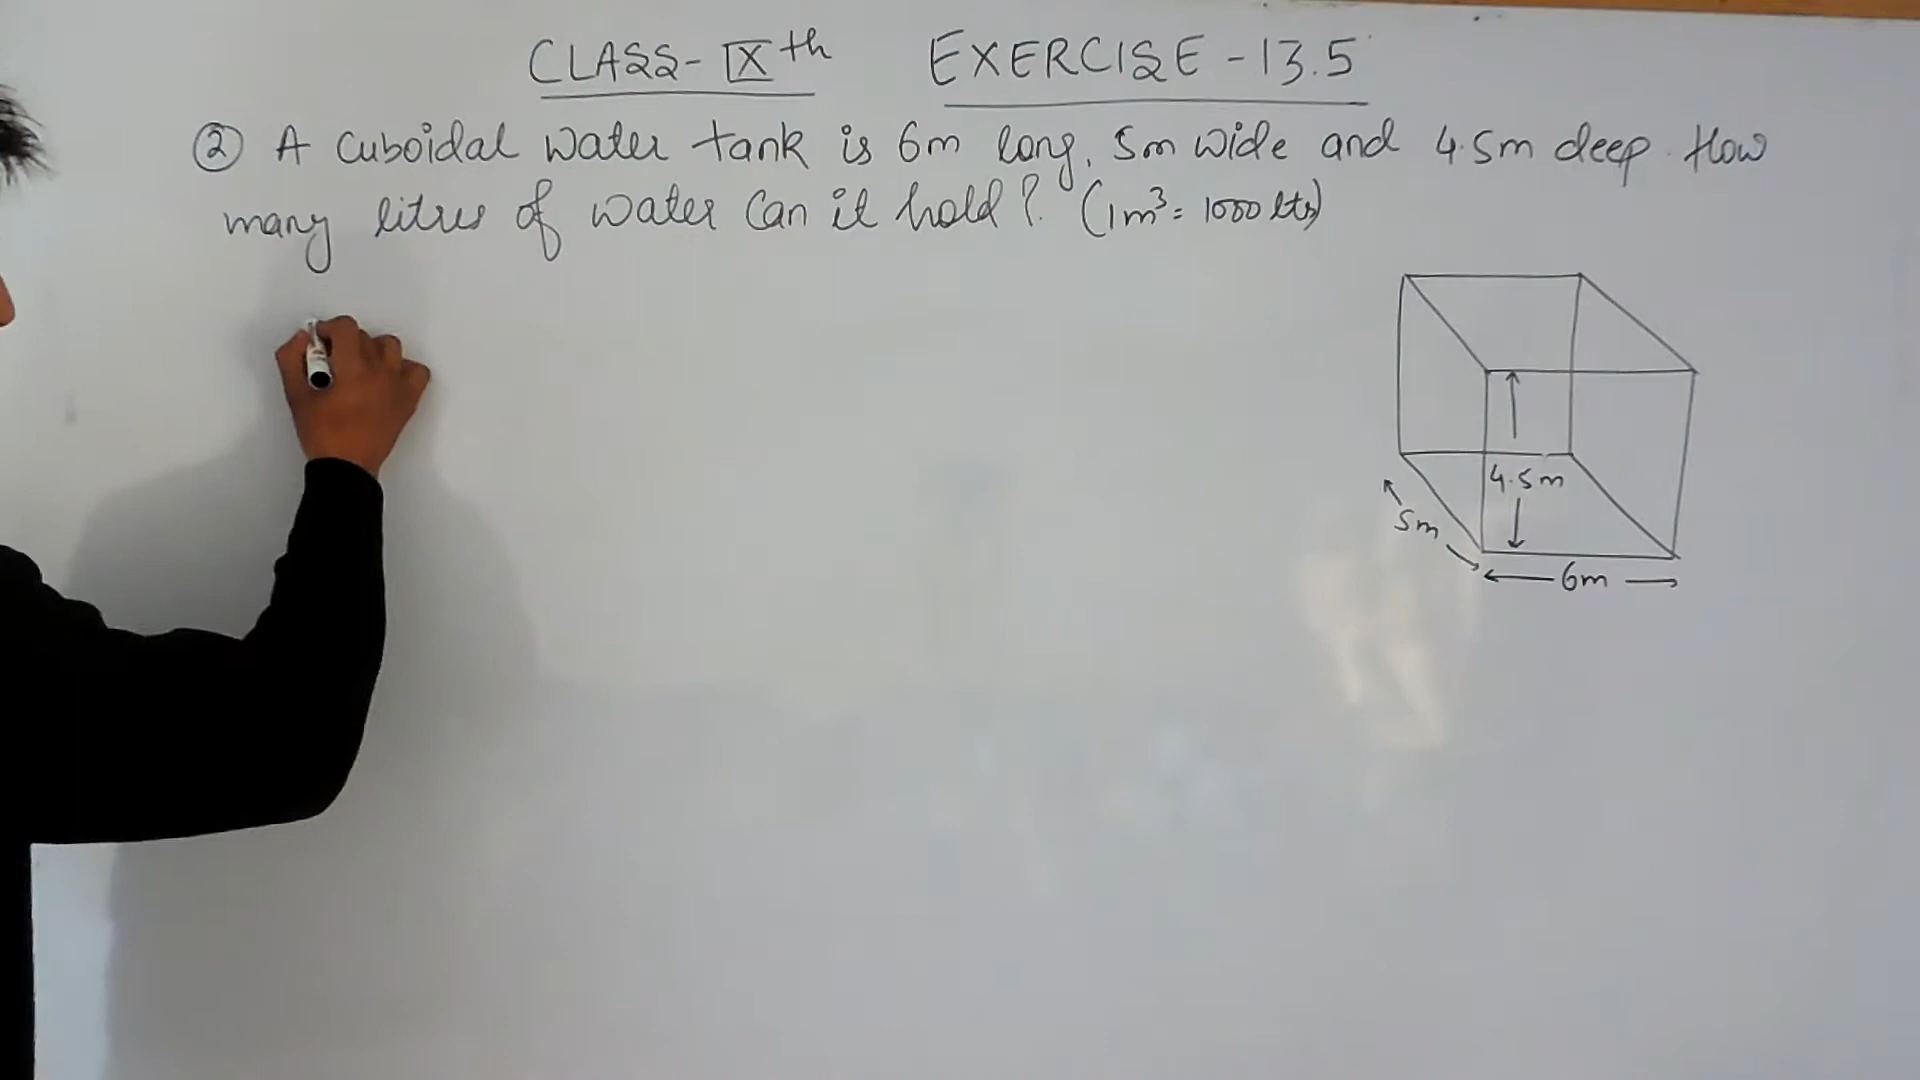 CLASS-IXth EXERCISE-13.5
② A cuboidal water tank is 6m long, 5m wide and 4.5m deep. How
many litres of water can it hold? (1m³ = 1000 lts)
4.5m
5m
6m